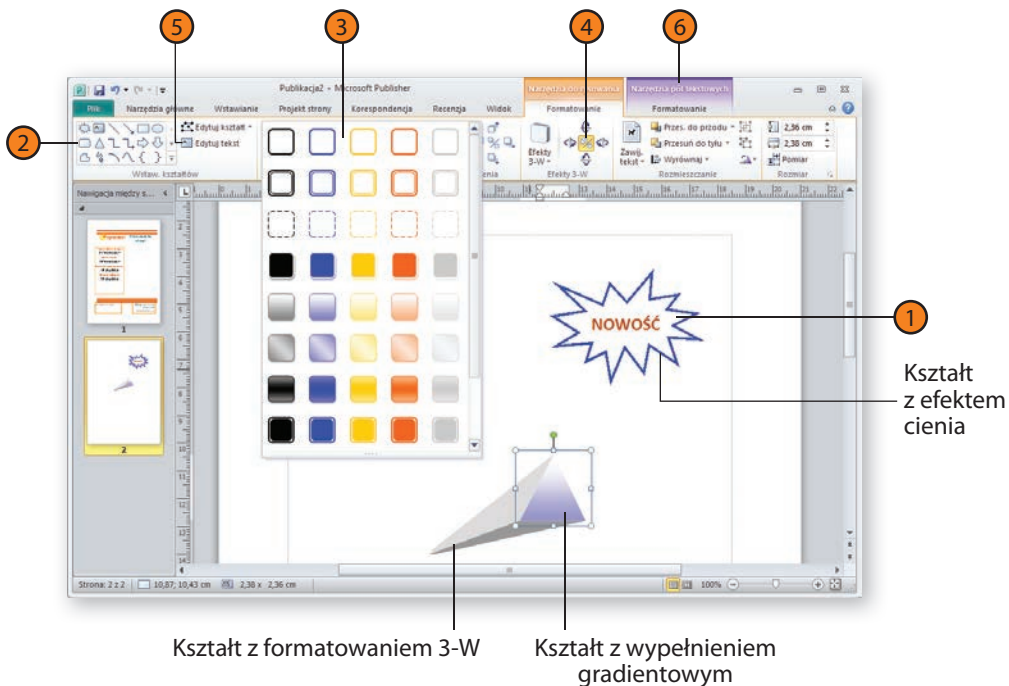 5
3
4
6
Publikacja2 - Microsoft Publisher
Narzędzia do rysowania
Narzędzia pól tekstowych
Plik
Narzędzia główne
Wstawianie
Projekt strony
Korespondencja
Recenzja
Widok
Formatowanie
Formatowanie
2
Edytuj kształt
Edytuj tekst
Wstaw. kształtów
Efekty
3-W
Efekty 3-W
Zawij.
tekst
Przes. do przodu
Przesuń do tyłu
Wyrównaj
Rozmieszczanie
2,36 cm
2,38 cm
Pomiar
Rozmiar
Nawigacja między s...
1
2
NOWOŚĆ
1
Kształt
z efektem
cienia
Strona: 2 z 2
10,87; 10,43 cm
2,38 x 2,36 cm
100%
Kształt z formatowaniem 3-W
Kształt z wypełnieniem
gradientowym